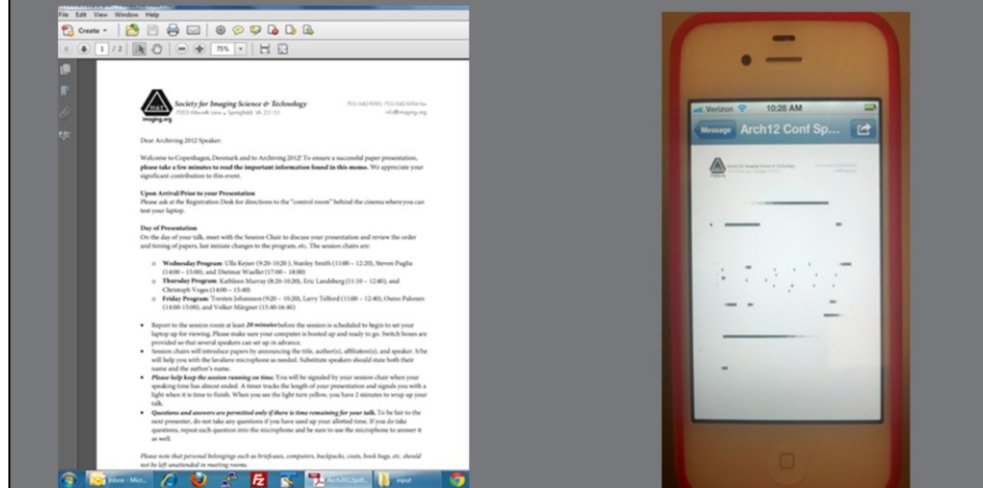 File Edit View Window Help
Create
1 / 2 75%
Society for Imaging Science & Technology
imaging.org
Dear Archiving 2012 Speaker:
Welcome to Copenhagen, Denmark and to Archiving 2012! To ensure a successful paper presentation,
please take a few minutes to read the important information found in this memo. We appreciate your
significant contribution to this event.
Upon Arrival/Prior to your Presentation
Please ask at the Registration Desk for directions to the "control room" behind the cinema where you can
test your laptop.
Day of Presentation
On the day of your talk, meet with the Session Chair to discuss your presentation and review the order
and timing of papers, last minute changes to the program, etc. The session chairs are:
Wednesday Program: Ulla Kejser (9:20-10:20 ), Stanley Smith (11:00 – 12:20), Steven Puglia
(14:00 – 15:00), and Dietmar Wueller (17:00 – 18:00)
Thursday Program: Kathleen Murray (8:20-10:20), Eric Landsberg (11:10 – 12:40), and
Christoph Voges (14:00 – 15:40)
Friday Program: Torsten Johansson (9:20 – 10:20), Larry Telford (11:00 – 12:40), Osmo Palonen
(14:00-15:00), and Volker Märgner (15:40-16:40)
Report to the session room at least 20 minutes before the session is scheduled to begin to set your
laptop up for viewing. Please make sure your computer is booted up and ready to go. Switch boxes are
provided so that several speakers can set up in advance.
Session chairs will introduce papers by announcing the title, author(s), affiliation(s), and speaker. S/he
will help you with the lavaliere microphone as needed. Substitute speakers should state both their
name and the author's name.
Please help keep the session running on time. You will be signaled by your session chair when your
speaking time has almost ended. A timer tracks the length of your presentation and signals you with a
light when it is time to finish. When you see the light turn yellow, you have 2 minutes to wrap up your
talk.
Questions and answers are permitted only if there is time remaining for your talk. To be fair to the
next presenter, do not take any questions if you have used up your allotted time. If you do take
questions, repeat each question into the microphone and be sure to use the microphone to answer it
as well.
Please note that personal belongings such as briefcases, computers, backpacks, coats, book bags, etc. should
not be left unattended in meeting rooms.
Inbox - Micr... Fz Arch2012pdf... input
Verizon 10:28 AM
Message Arch12 Conf Sp...
Society for Imaging Science & Technology